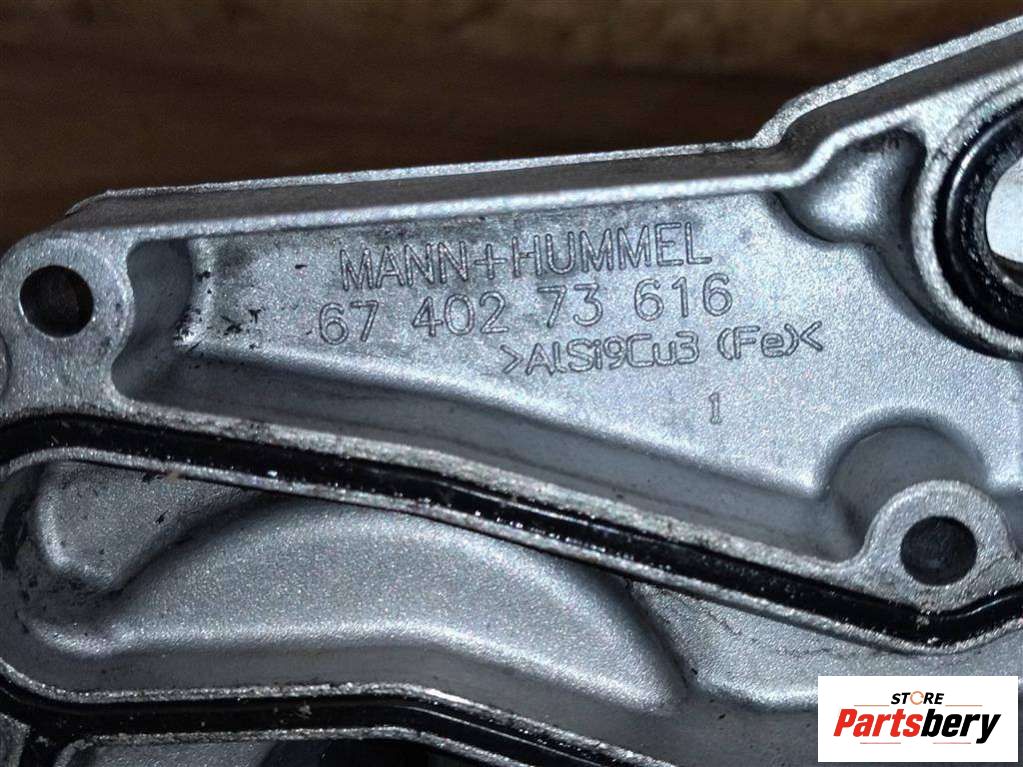 MANN+HUMMEL
67 402 73 616
>AlSi9Cu3 (Fe)<
1
STORE
Partsbery